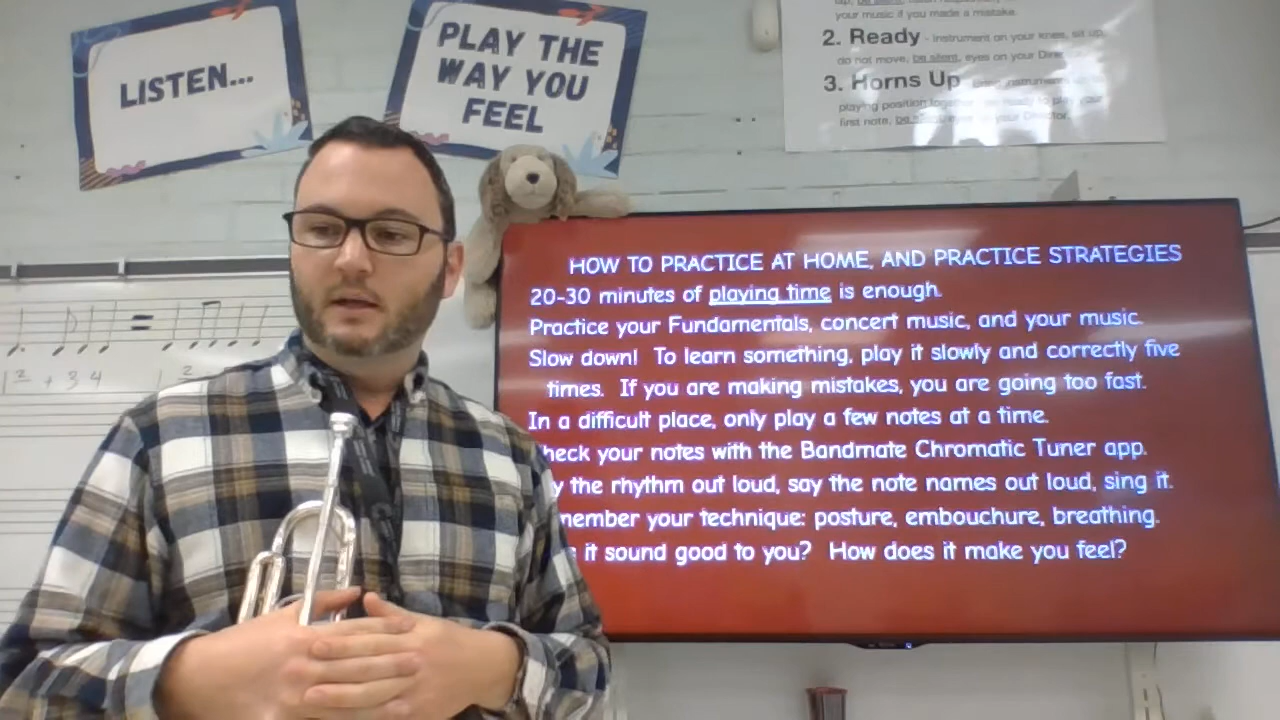 LISTEN...
PLAY THE
WAY YOU
FEEL
your music if you made a mistake.
2. Ready - instrument on your knee, sit up,
do not move, be silent, eyes on your
3. Horns Up
playing position
first note,
HOW TO PRACTICE AT HOME, AND PRACTICE STRATEGIES
20-30 minutes of playing time is enough.
Practice your Fundamentals, concert music, and your music.
Slow down! To learn something, play it slowly and correctly five
times. If you are making mistakes, you are going too fast.
In a difficult place, only play a few notes at a time.
heck your notes with the Bandmate Chromatic Tuner app.
y the rhythm out loud, say the note names out loud, sing it.
member your technique: posture, embouchure, breathing.
it sound good to you? How does it make you feel?